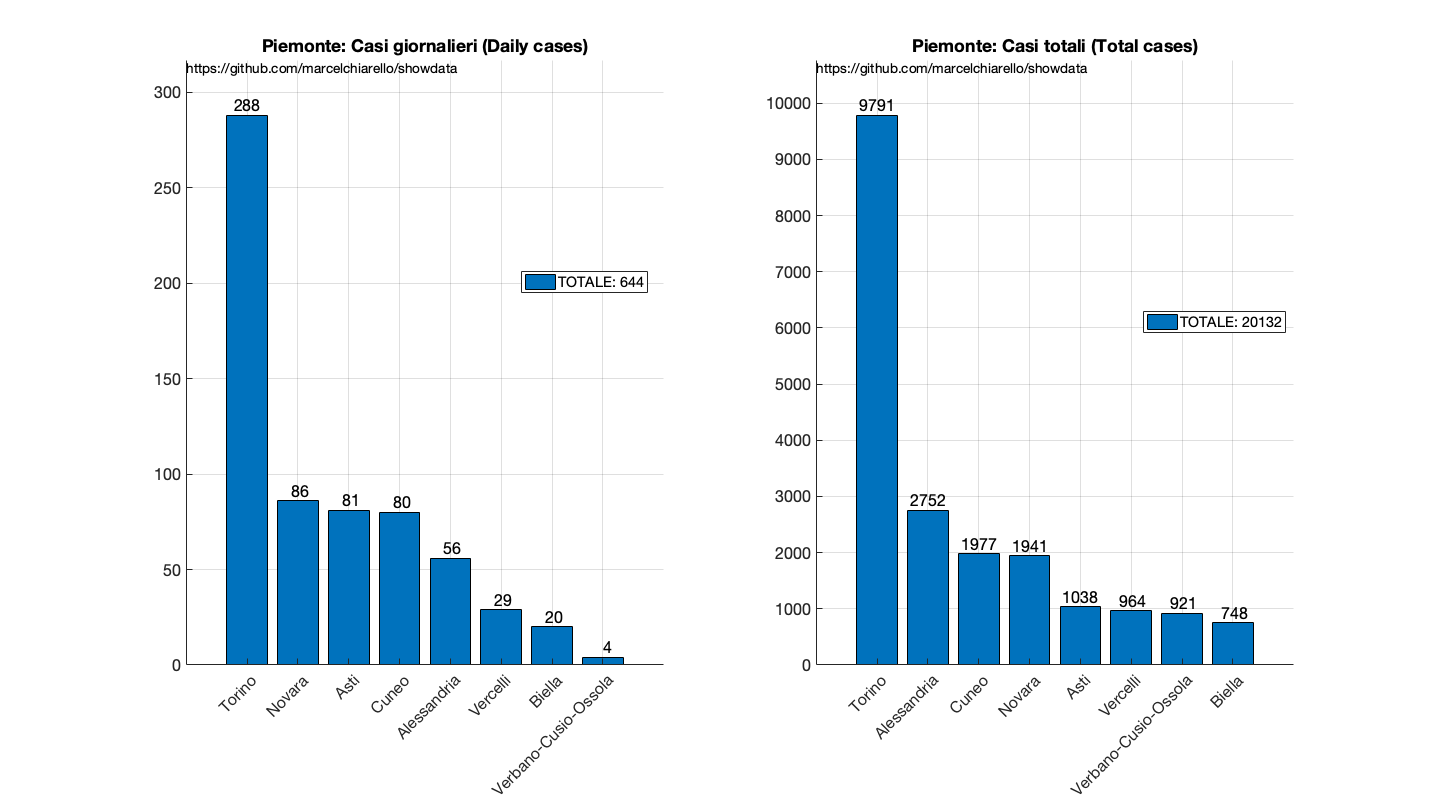 Piemonte: Casi giornalieri (Daily cases)
https://github.com/marcelchiarello/showdata
300
250
200
150
100
50
0
288
86
81
80
56
29
20
4
TOTALE: 644
Torino
Novara
Asti
Cuneo
Alessandria
Vercelli
Biella
Verbano-Cusio-Ossola
Piemonte: Casi totali (Total cases)
https://github.com/marcelchiarello/showdata
10000
9000
8000
7000
6000
5000
4000
3000
2000
1000
0
9791
2752
1977
1941
1038
964
921
748
TOTALE: 20132
Torino
Alessandria
Cuneo
Novara
Asti
Vercelli
Verbano-Cusio-Ossola
Biella